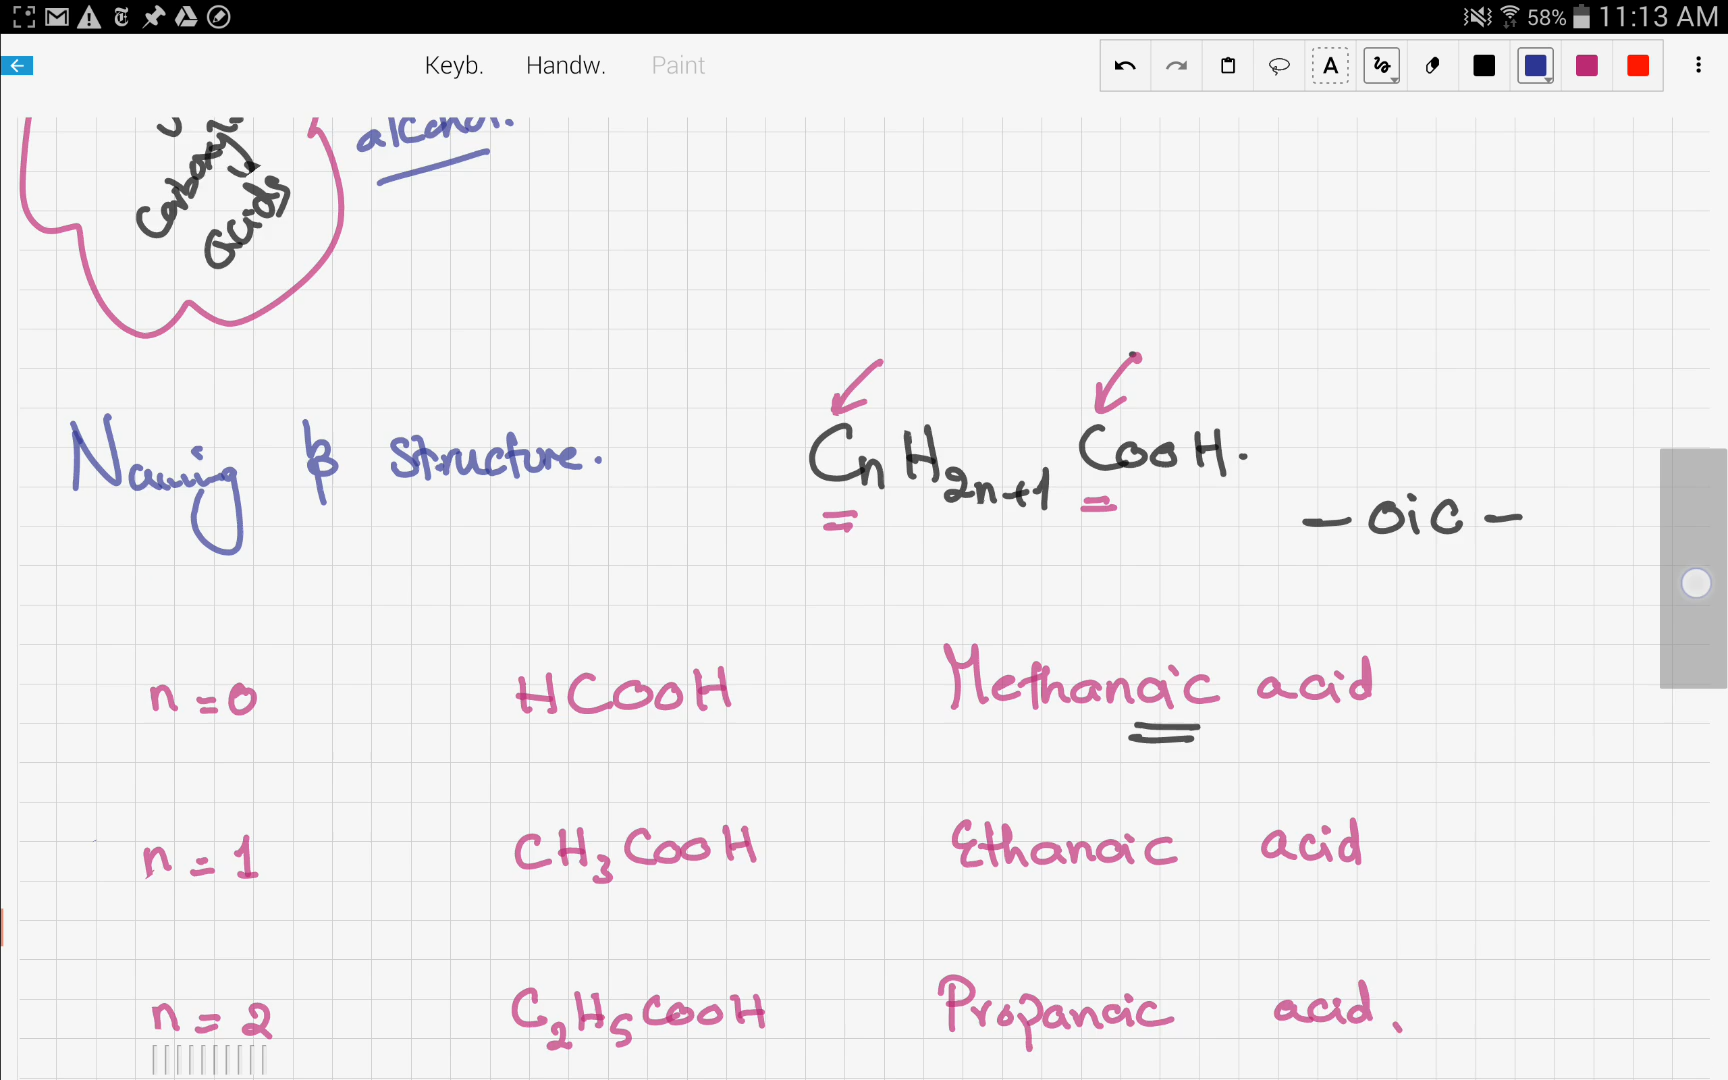 58% 11:13 AM
Keyb. Handw. Paint A
alcohol.
Carboxylic
acids
Naming & Structure. CnH2n+1 COOH.
- oic -
n = 0 HCOOH Methanoic acid
n = 1 CH3COOH Ethanoic acid
n = 2 C2H5COOH Propanoic acid.